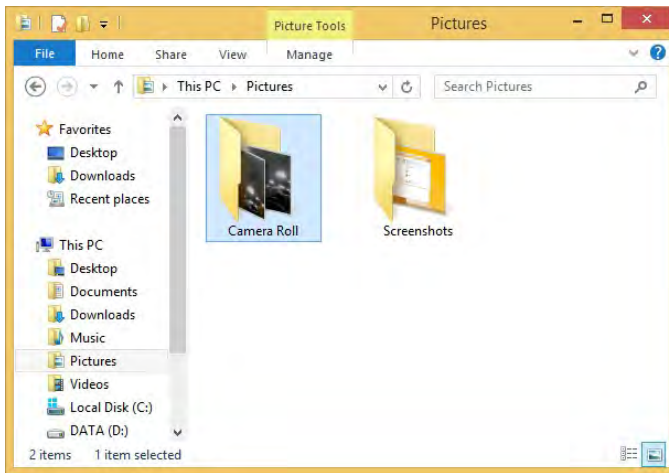 Picture Tools Pictures
File Home Share View Manage
This PC Pictures Search Pictures
Favorites
Desktop
Downloads
Recent places
This PC
Desktop
Documents
Downloads
Music
Pictures
Videos
Local Disk (C:)
DATA (D:)
Camera Roll Screenshots
2 items 1 item selected